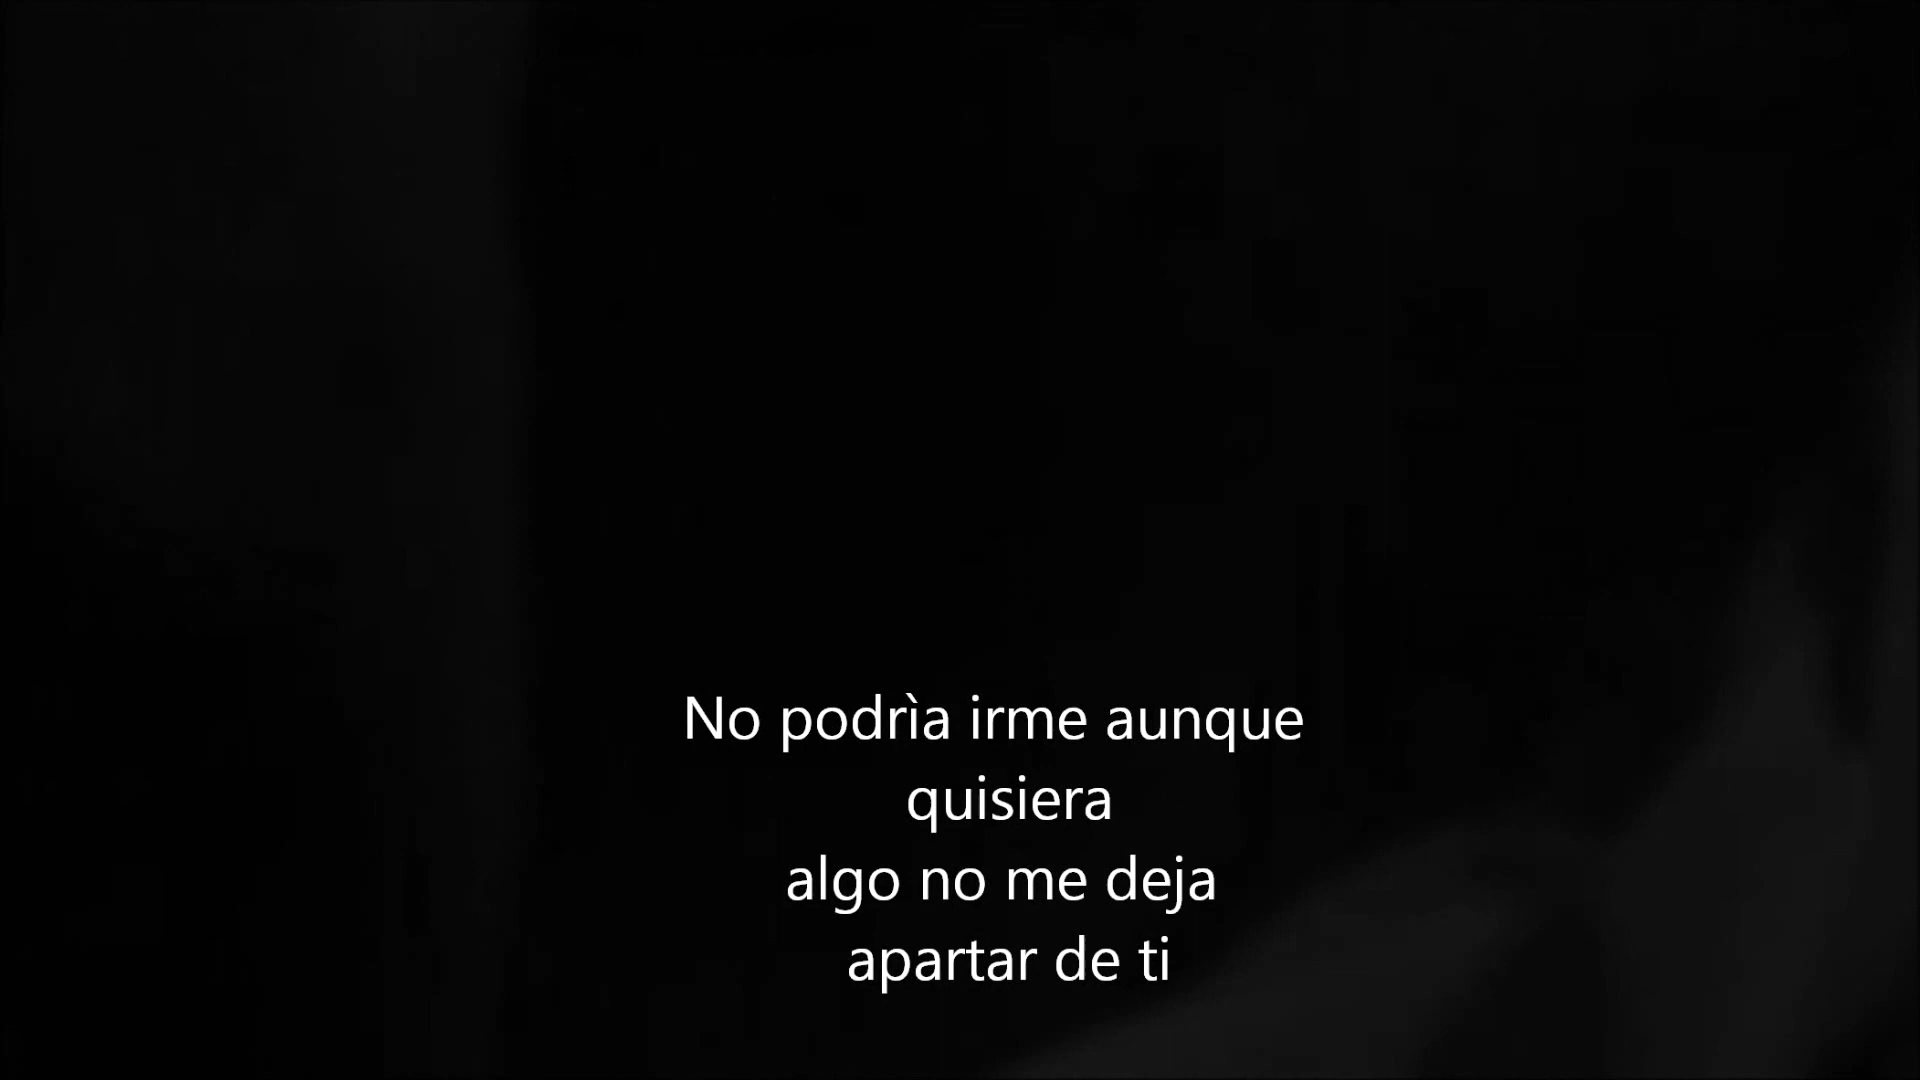 No podrìa irme aunque
quisiera
algo no me deja
apartar de ti